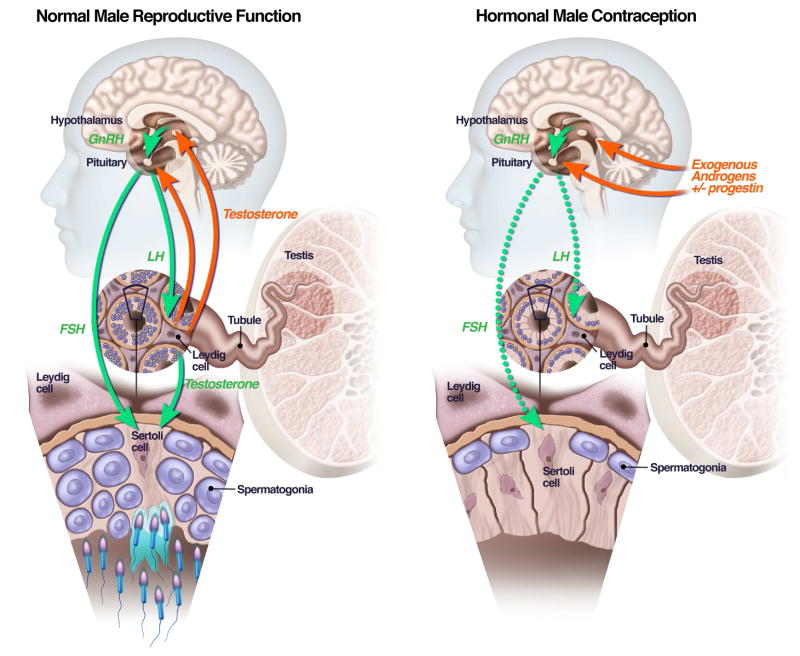 Normal Male Reproductive Function
Hypothalamus
GnRH
Pituitary
Testosterone
LH
Testis
FSH
Tubule
Leydig
cell
Testosterone
Leydig
cell
Sertoli
cell
Spermatogonia
Hormonal Male Contraception
Hypothalamus
GnRH
Pituitary
Exogenous
Androgens
+/- progestin
LH
Testis
FSH
Tubule
Leydig
cell
Leydig
cell
Sertoli
cell
Spermatogonia